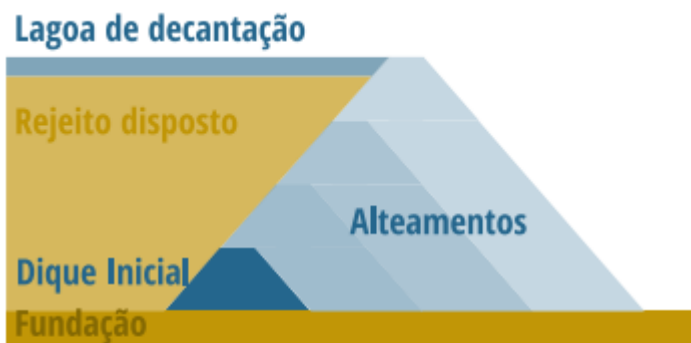 Lagoa de decantação
Rejeito disposto
Alteamentos
Dique Inicial
Fundação